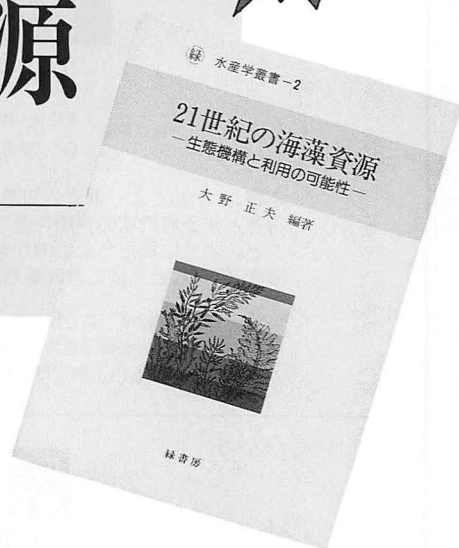 源
㊢ 水産学叢書-2
21世紀の海藻資源
―生態機構と利用の可能性―
大野 正夫 編著
緑書房